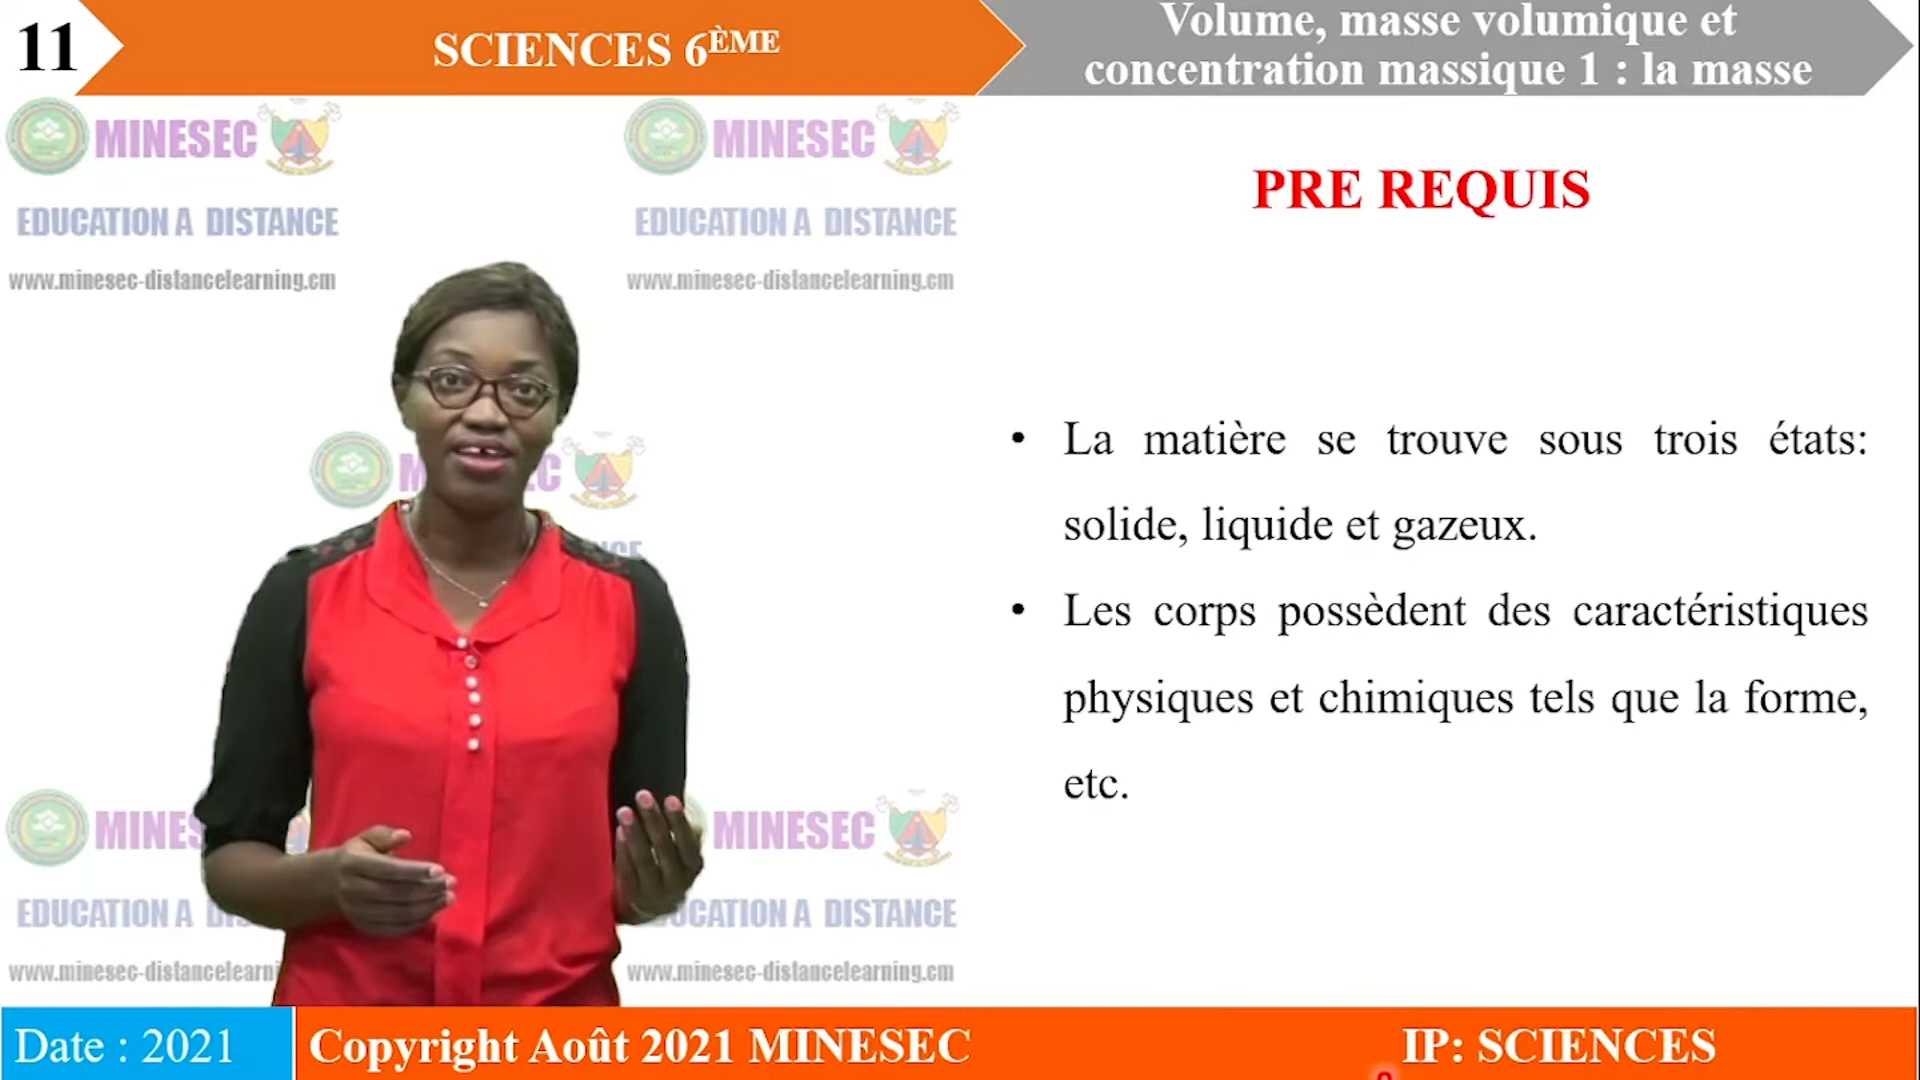 11
SCIENCES 6ÈME
Volume, masse volumique et
concentration massique 1 : la masse
MINESEC
MINESEC
EDUCATION A DISTANCE
EDUCATION A DISTANCE
www.minesec-distancelearning.cm
www.minesec-distancelearning.cm
PRE REQUIS
• La matière se trouve sous trois états:
solide, liquide et gazeux.
• Les corps possèdent des caractéristiques
physiques et chimiques tels que la forme,
etc.
MINESEC
EDUCATION A
EDUCATION A DISTANCE
www.minesec-distancelearning.cm
Date : 2021
Copyright Août 2021 MINESEC
IP: SCIENCES